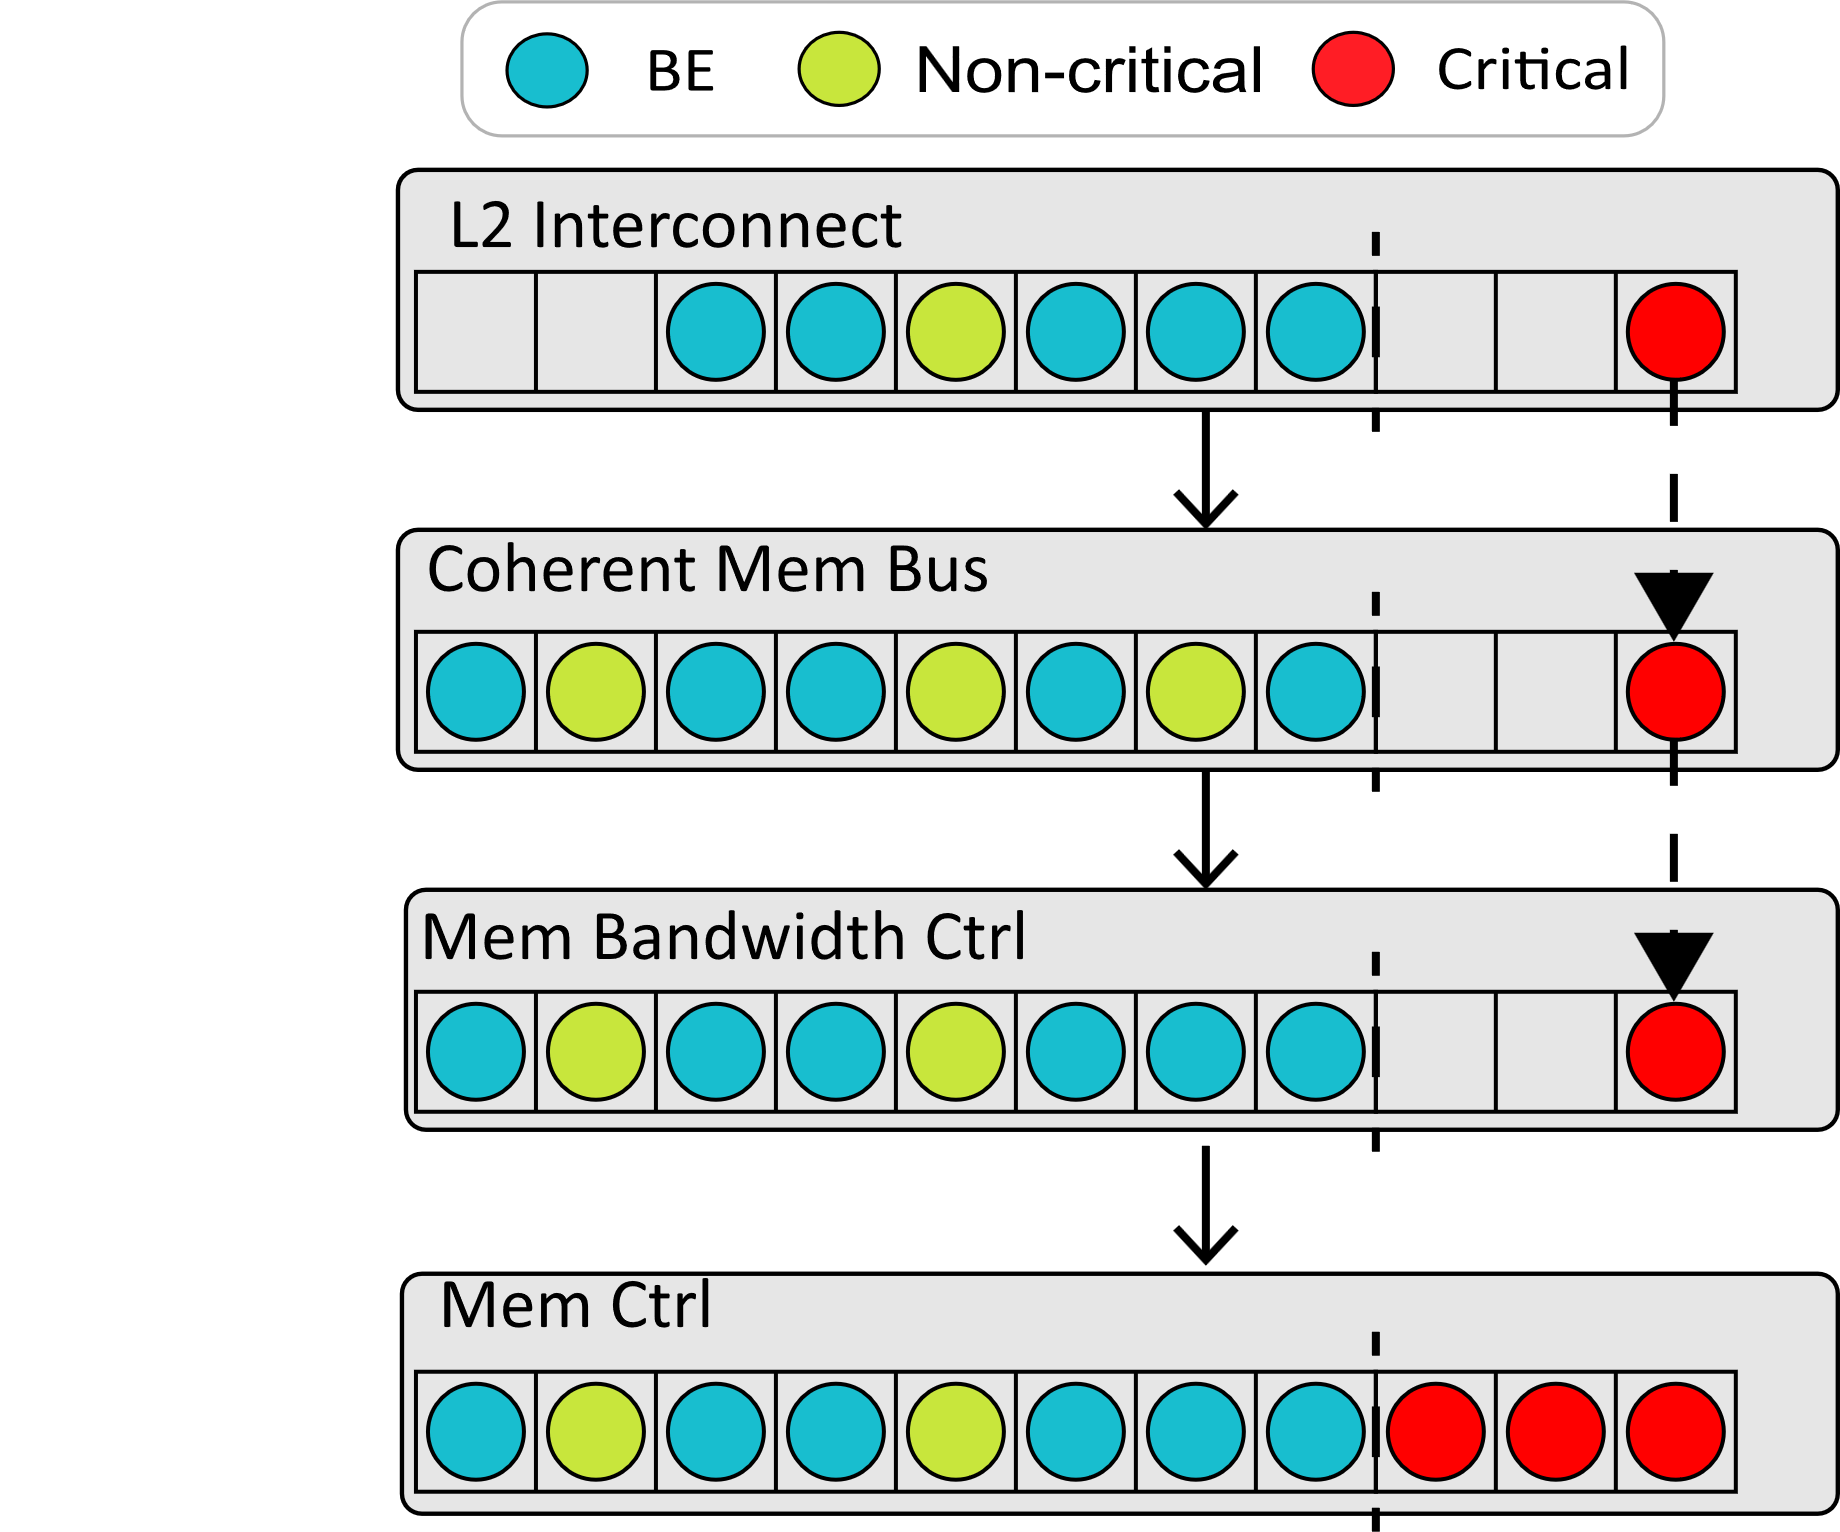 BE Non-critical Critical
L2 Interconnect
Coherent Mem Bus
Mem Bandwidth Ctrl
Mem Ctrl